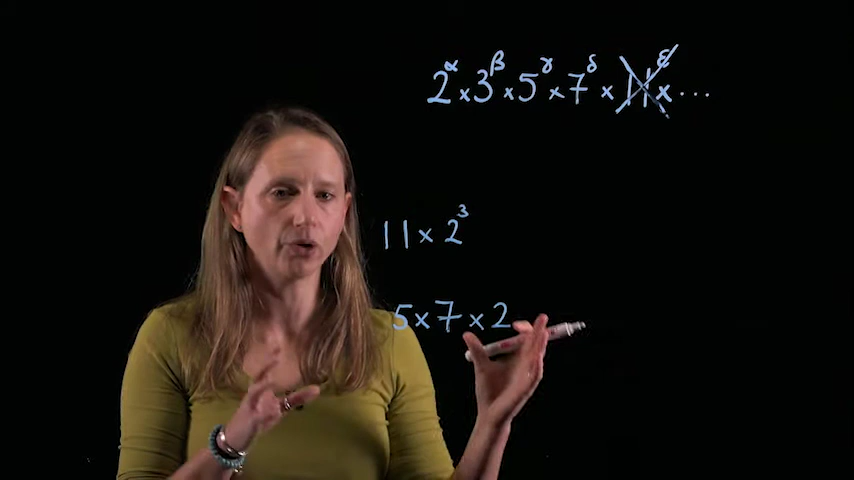 2^α × 3^β × 5^γ × 7^δ × 11^ε × ...
11 × 2^3
5 × 7 × 2